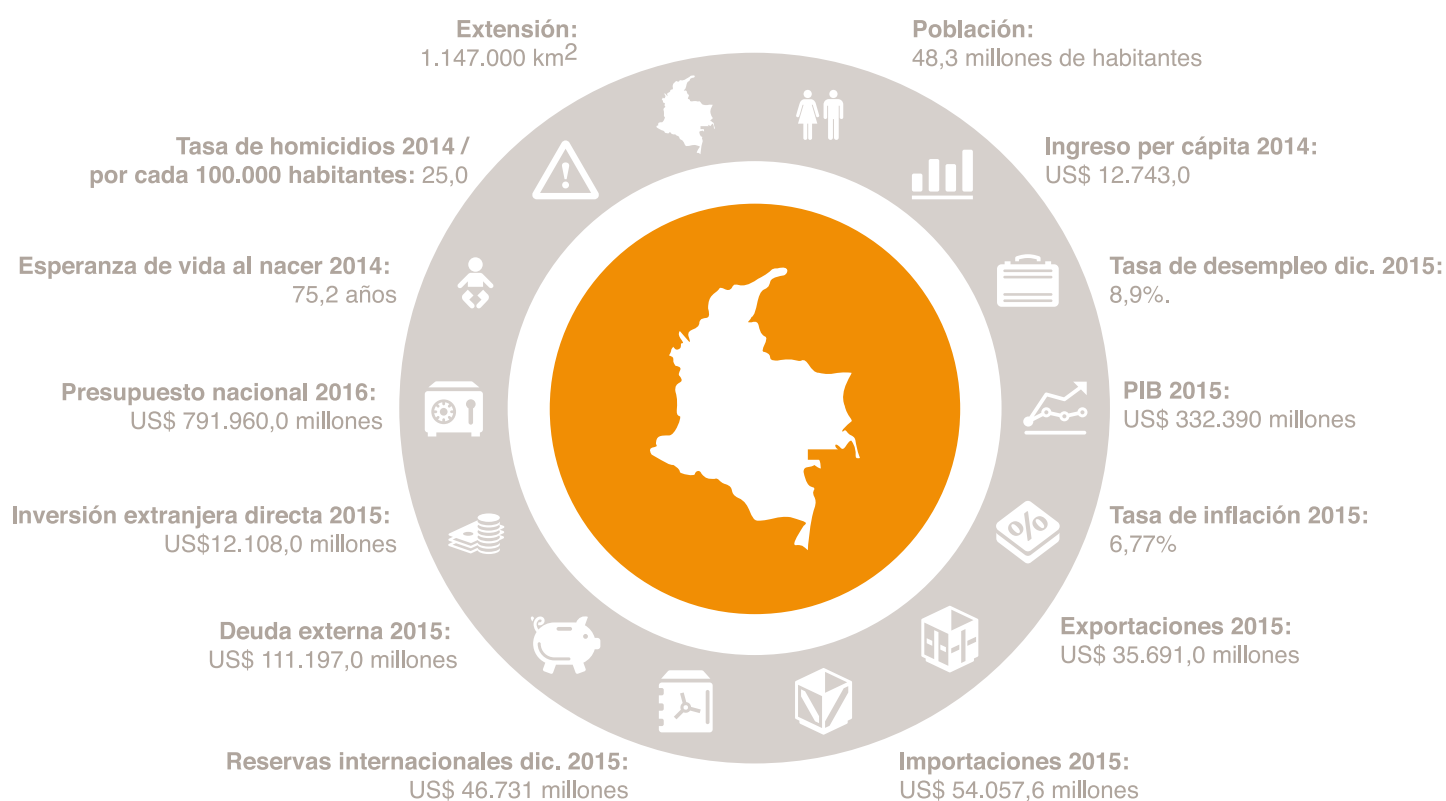 Extensión:
1.147.000 km2
Población:
48,3 millones de habitantes
Tasa de homicidios 2014 /
por cada 100.000 habitantes: 25,0
Ingreso per cápita 2014:
US$ 12.743,0
Esperanza de vida al nacer 2014:
75,2 años
Tasa de desempleo dic. 2015:
8,9%.
Presupuesto nacional 2016:
US$ 791.960,0 millones
PIB 2015:
US$ 332.390 millones
Inversión extranjera directa 2015:
US$12.108,0 millones
%
Tasa de inflación 2015:
6,77%
Deuda externa 2015:
US$ 111.197,0 millones
Exportaciones 2015:
US$ 35.691,0 millones
Reservas internacionales dic. 2015:
US$ 46.731 millones
Importaciones 2015:
US$ 54.057,6 millones